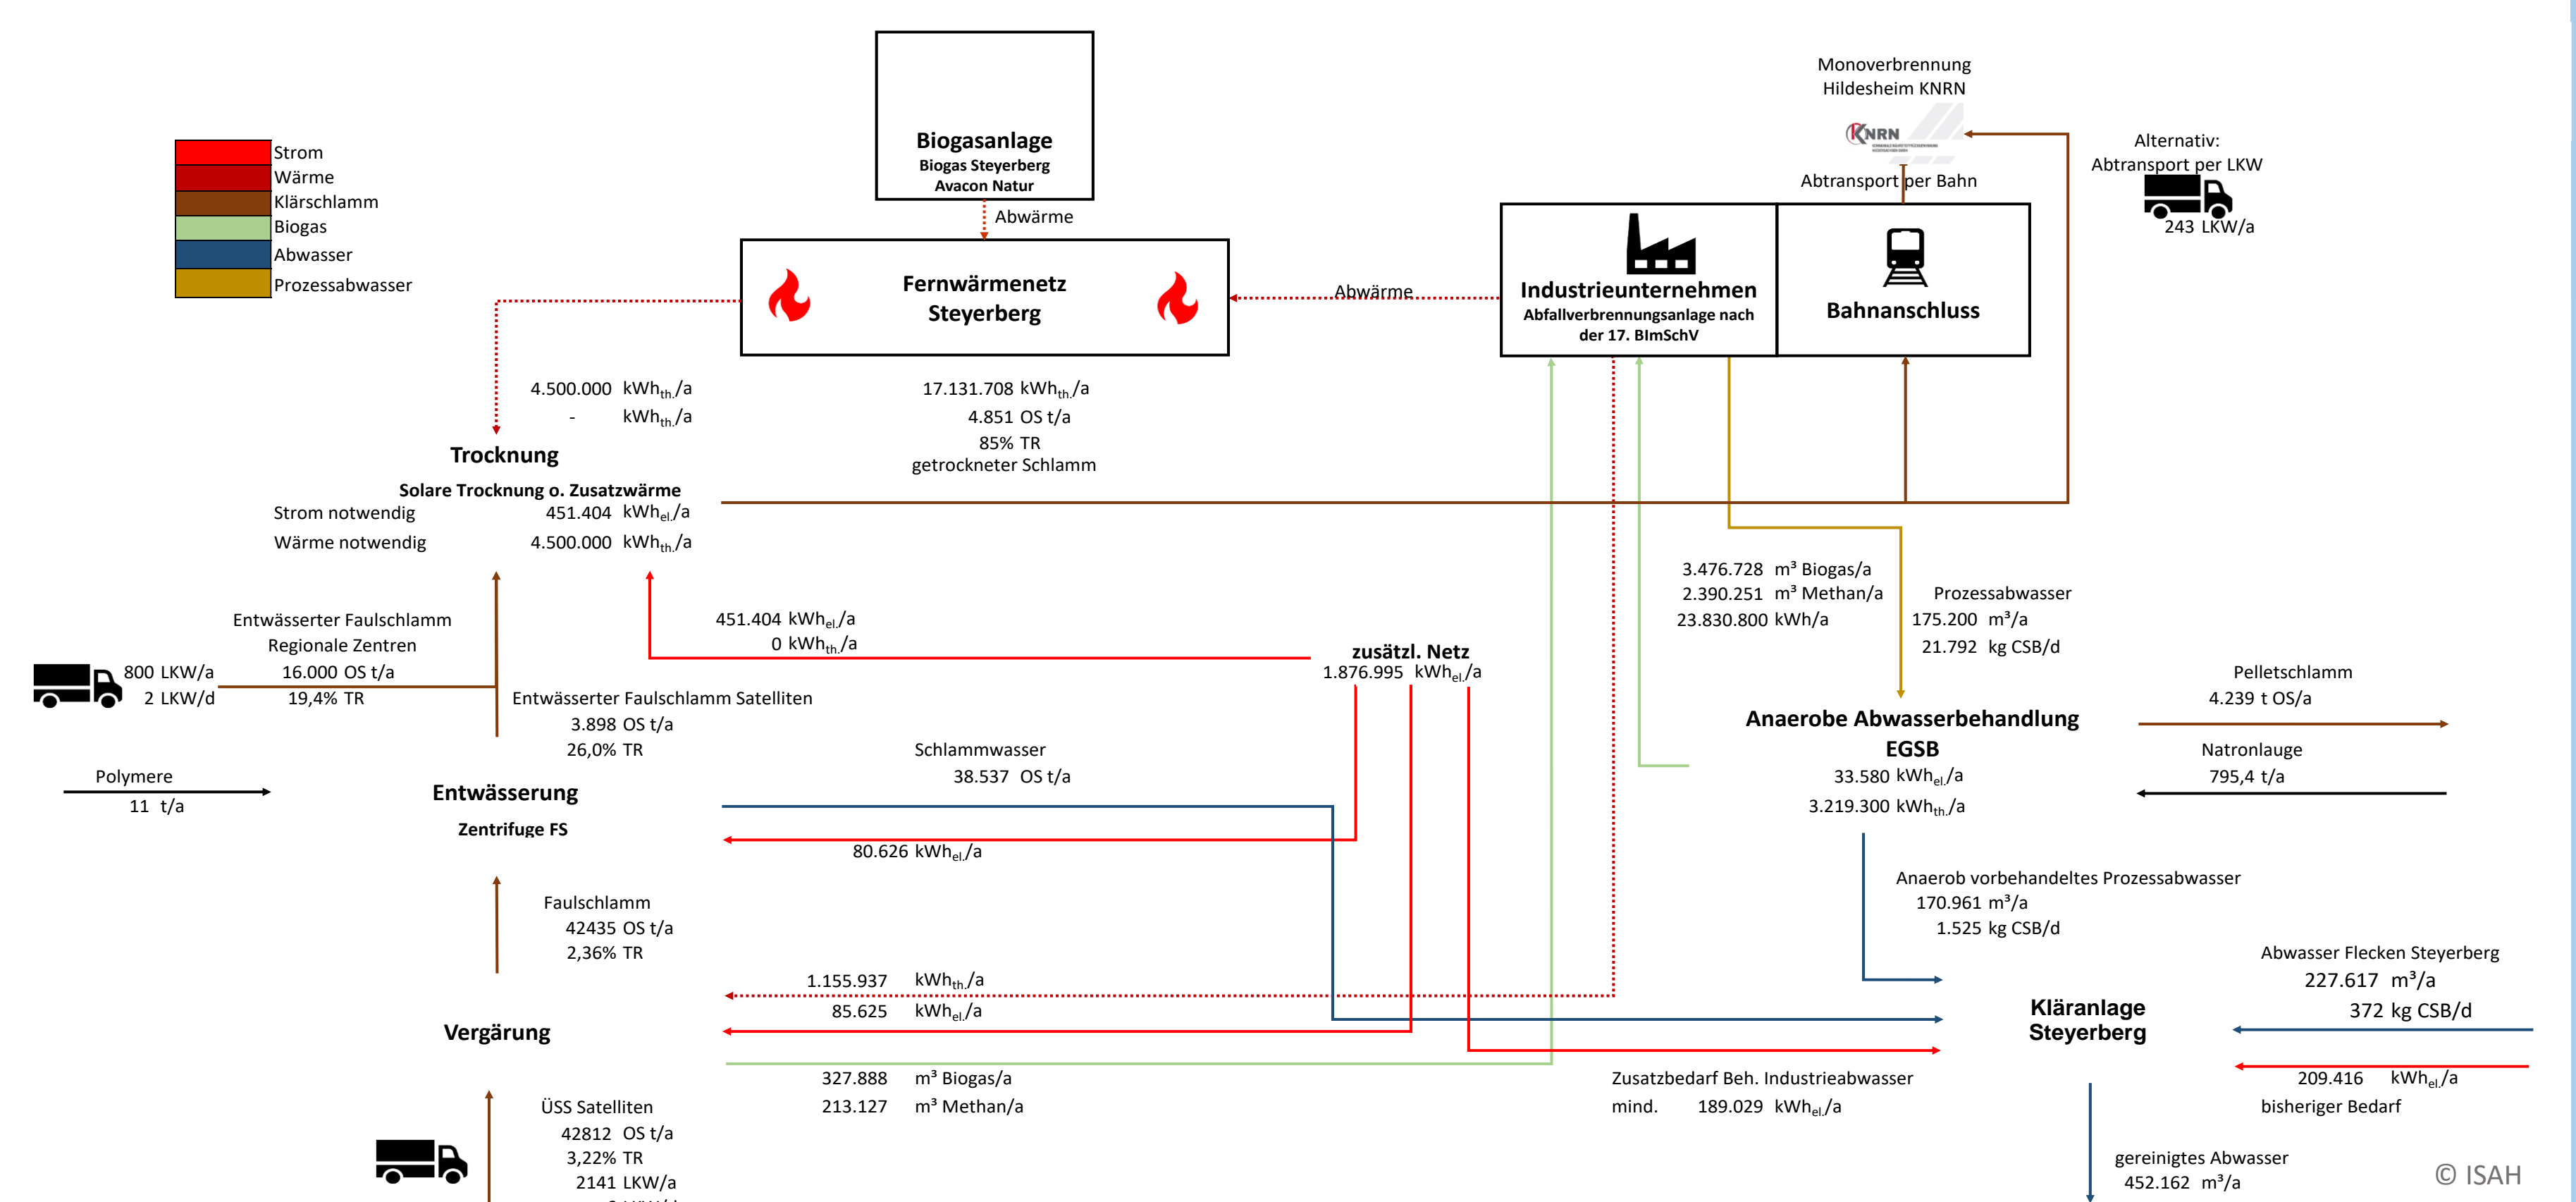 Biogasanlage
Biogas Steyerberg
Avacon Natur
Abwärme
Strom
Wärme
Klärschlamm
Biogas
Abwasser
Prozessabwasser
Fernwärmenetz
Steyerberg
Abwärme
Industrieunternehmen
Abfallverbrennungsanlage nach
der 17. BImSchV
Bahnanschluss
Monoverbrennung
Hildesheim KNRN
KNRN
Abtransport per Bahn
Alternativ:
Abtransport per LKW
243 LKW/a
4.500.000 kWhth./a
- kWhth./a
17.131.708 kWhth./a
4.851 OS t/a
85% TR
getrockneter Schlamm
Trocknung
Solare Trocknung o. Zusatzwärme
Strom notwendig 451.404 kWhel./a
Wärme notwendig 4.500.000 kWhth./a
Entwässerter Faulschlamm
Regionale Zentren
800 LKW/a 16.000 OS t/a
2 LKW/d 19,4% TR
451.404 kWhel./a
0 kWhth./a
zusätzl. Netz
1.876.995 kWhel./a
3.476.728 m³ Biogas/a
2.390.251 m³ Methan/a
23.830.800 kWh/a
Prozessabwasser
175.200 m³/a
21.792 kg CSB/d
Entwässerter Faulschlamm Satelliten
3.898 OS t/a
26,0% TR
Polymere
11 t/a
Entwässerung
Zentrifuge FS
Schlammwasser
38.537 OS t/a
80.626 kWhel./a
Anaerobe Abwasserbehandlung
EGSB
33.580 kWhel./a
3.219.300 kWhth./a
Pelletschlamm
4.239 t OS/a
Natronlauge
795,4 t/a
Faulschlamm
42435 OS t/a
2,36% TR
Anaerob vorbehandeltes Prozessabwasser
170.961 m³/a
1.525 kg CSB/d
1.155.937 kWhth./a
85.625 kWhel./a
Vergärung
327.888 m³ Biogas/a
213.127 m³ Methan/a
Kläranlage
Steyerberg
Abwasser Flecken Steyerberg
227.617 m³/a
372 kg CSB/d
209.416 kWhel./a
bisheriger Bedarf
Zusatzbedarf Beh. Industrieabwasser
mind. 189.029 kWhel./a
ÜSS Satelliten
42812 OS t/a
3,22% TR
2141 LKW/a
gereinigtes Abwasser
452.162 m³/a
© ISAH